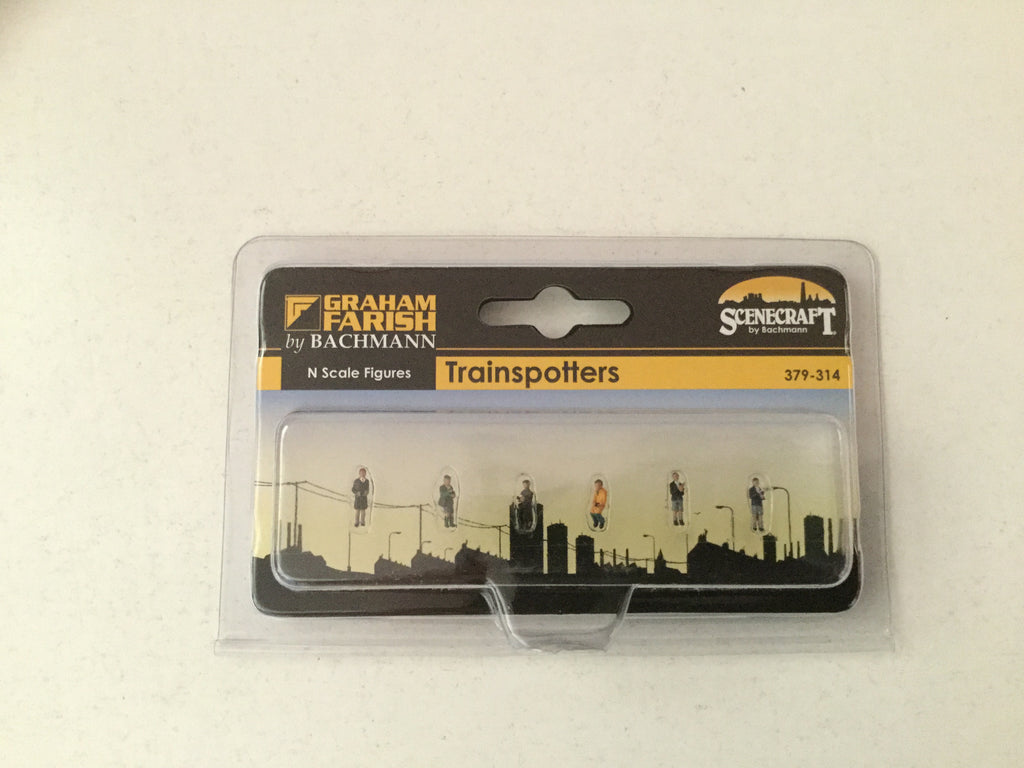 GRAHAM
FARISH
by BACHMANN
SCENECRAFT
by Bachmann
N Scale Figures
Trainspotters
379-314